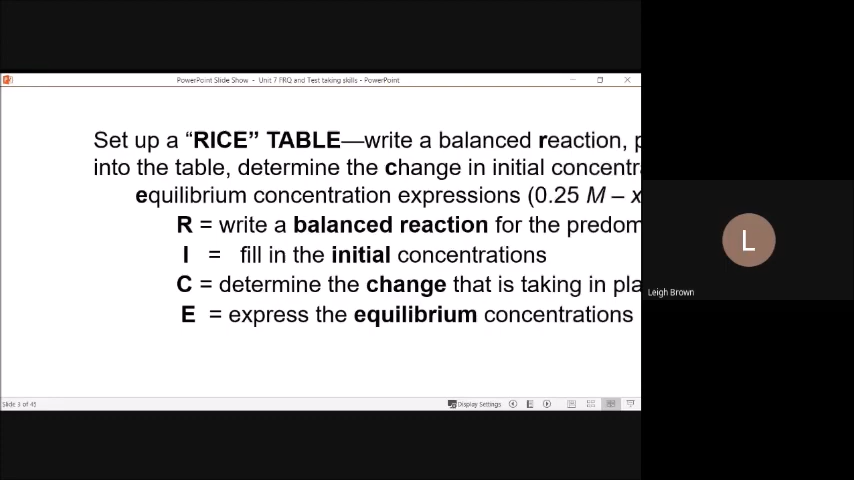 PowerPoint Slide Show - Unit 7 FRQ and Test taking skills - PowerPoint
Set up a “RICE” TABLE—write a balanced reaction, p
into the table, determine the change in initial concentr
equilibrium concentration expressions (0.25 M – x
R = write a balanced reaction for the predom
I = fill in the initial concentrations
C = determine the change that is taking in pla
E = express the equilibrium concentrations
L
Leigh Brown
Slide 3 of 45
Display Settings